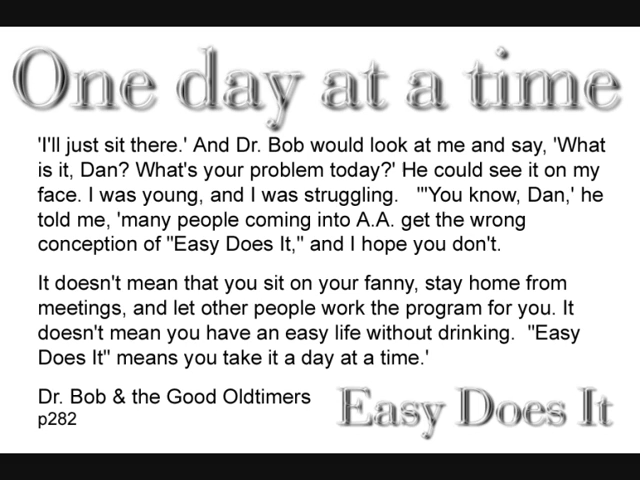 One day at a time
'I'll just sit there.' And Dr. Bob would look at me and say, 'What
is it, Dan? What's your problem today?' He could see it on my
face. I was young, and I was struggling.   "'You know, Dan,' he
told me, 'many people coming into A.A. get the wrong
conception of "Easy Does It," and I hope you don't.
It doesn't mean that you sit on your fanny, stay home from
meetings, and let other people work the program for you. It
doesn't mean you have an easy life without drinking.  "Easy
Does It" means you take it a day at a time.'
Dr. Bob & the Good Oldtimers
p282
Easy Does It